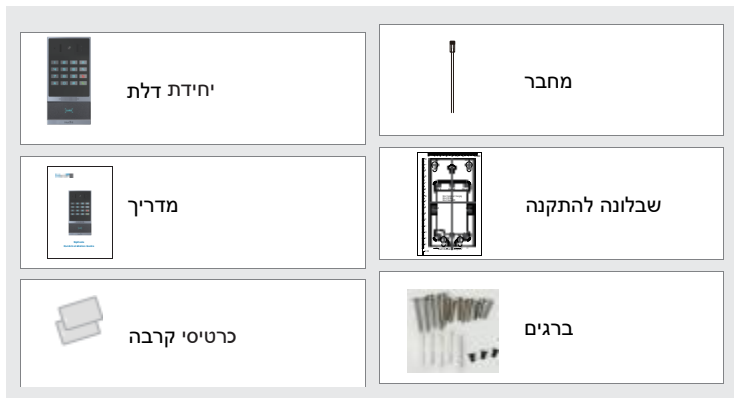 מחבר
יחידת דלת
שבלונה להתקנה
מדריך
ברגים
כרטיסי קרבה